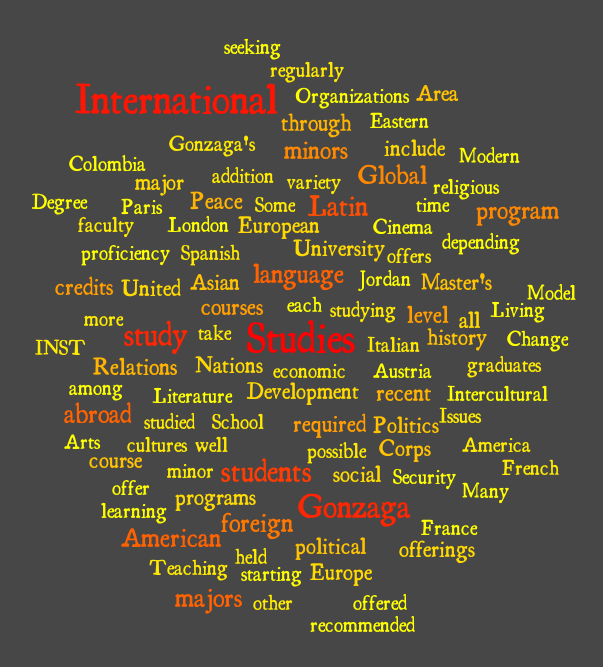 seeking
regularly
International Organizations Area
through Eastern
Gonzaga's minors include Modern
Colombia major addition variety Global religious
Degree Paris Peace Some Latin time program
faculty London European Cinema
proficiency Spanish University offers depending
credits United Asian language Jordan Master's Model
courses each studying level all Living
more study take Studies Italian history Change
INST
Relations Nations economic Austria graduates
among Literature Development recent Intercultural
abroad studied School required Politics Issues
Arts cultures well possible Corps America
course minor students social Security French
offer programs Gonzaga Many
learning foreign France
American held political offerings
Teaching starting Europe
majors other offered
recommended